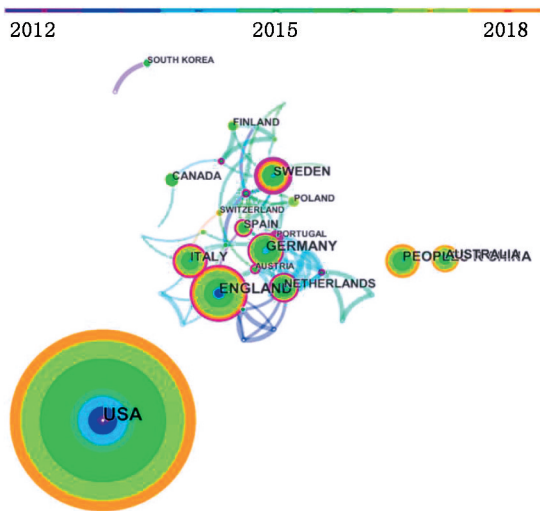 2012 2015 2018
SOUTH KOREA
FINLAND
CANADA
SWEDEN
POLAND
SWITZERLAND
SPAIN
PORTUGAL
GERMANY
ITALY
AUSTRIA
PEOPL
AUSTRALIA
ENGLAND
NETHERLANDS
USA